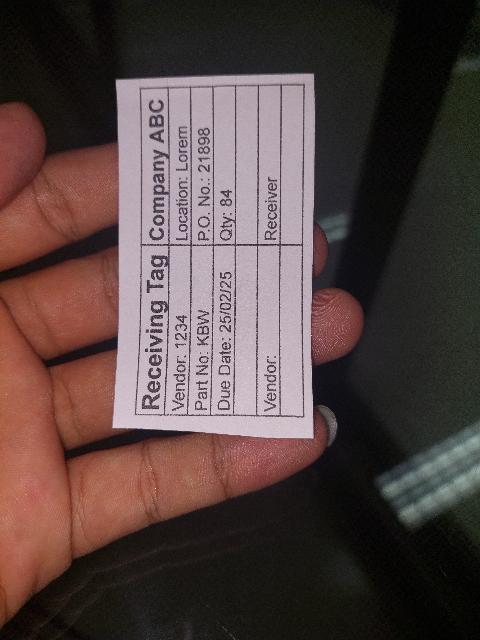 Receiving Tag Company ABC
Vendor: 1234 Location: Lorem
Part No: KBW P.O. No.: 21898
Due Date: 25/02/25 Qty: 84
Vendor: Receiver